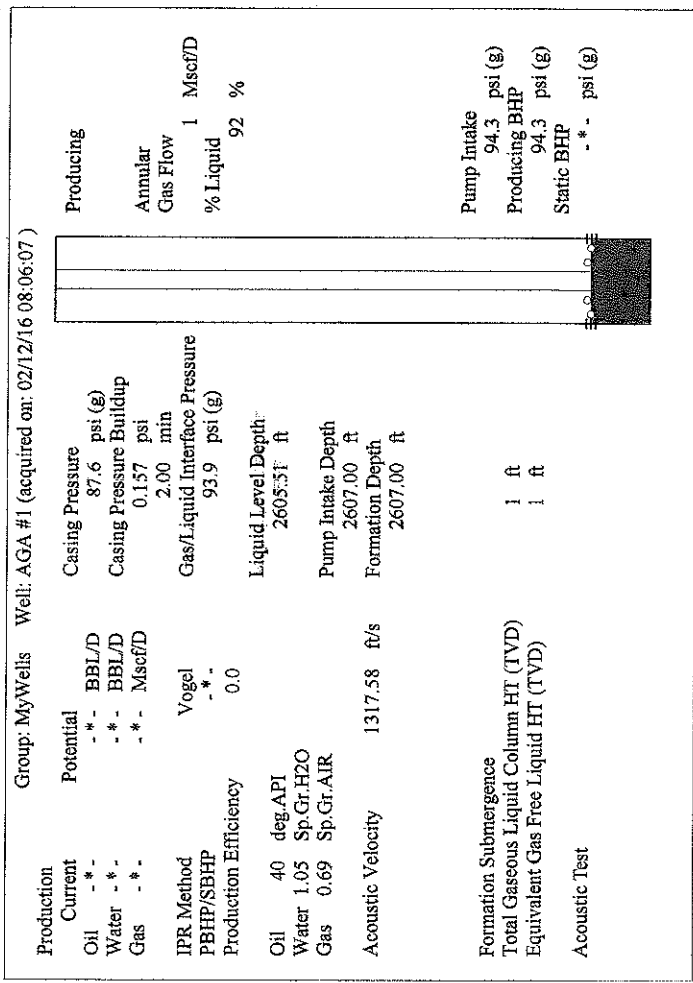 Group: MyWells Well: AGA #1 (acquired on: 02/12/16 08:06:07 )
Production
Current Potential
Oil - * - - * - BBL/D
Water - * - - * - BBL/D
Gas - * - - * - Mscf/D
IPR Method Vogel
PBHP/SBHP - * -
Production Efficiency 0.0
Oil 40 deg.API
Water 1.05 Sp.Gr.H2O
Gas 0.69 Sp.Gr.AIR
Acoustic Velocity 1317.58 ft/s
Formation Submergence
Total Gaseous Liquid Column HT (TVD) 1 ft
Equivalent Gas Free Liquid HT (TVD) 1 ft
Acoustic Test
Casing Pressure
87.6 psi (g)
Casing Pressure Buildup
0.157 psi
2.00 min
Gas/Liquid Interface Pressure
93.9 psi (g)
Liquid Level Depth
2605.51 ft
Pump Intake Depth
2607.00 ft
Formation Depth
2607.00 ft
Producing
Annular
Gas Flow
1 Mscf/D
% Liquid
92 %
Pump Intake
94.3 psi (g)
Producing BHP
94.3 psi (g)
Static BHP
- * - psi (g)